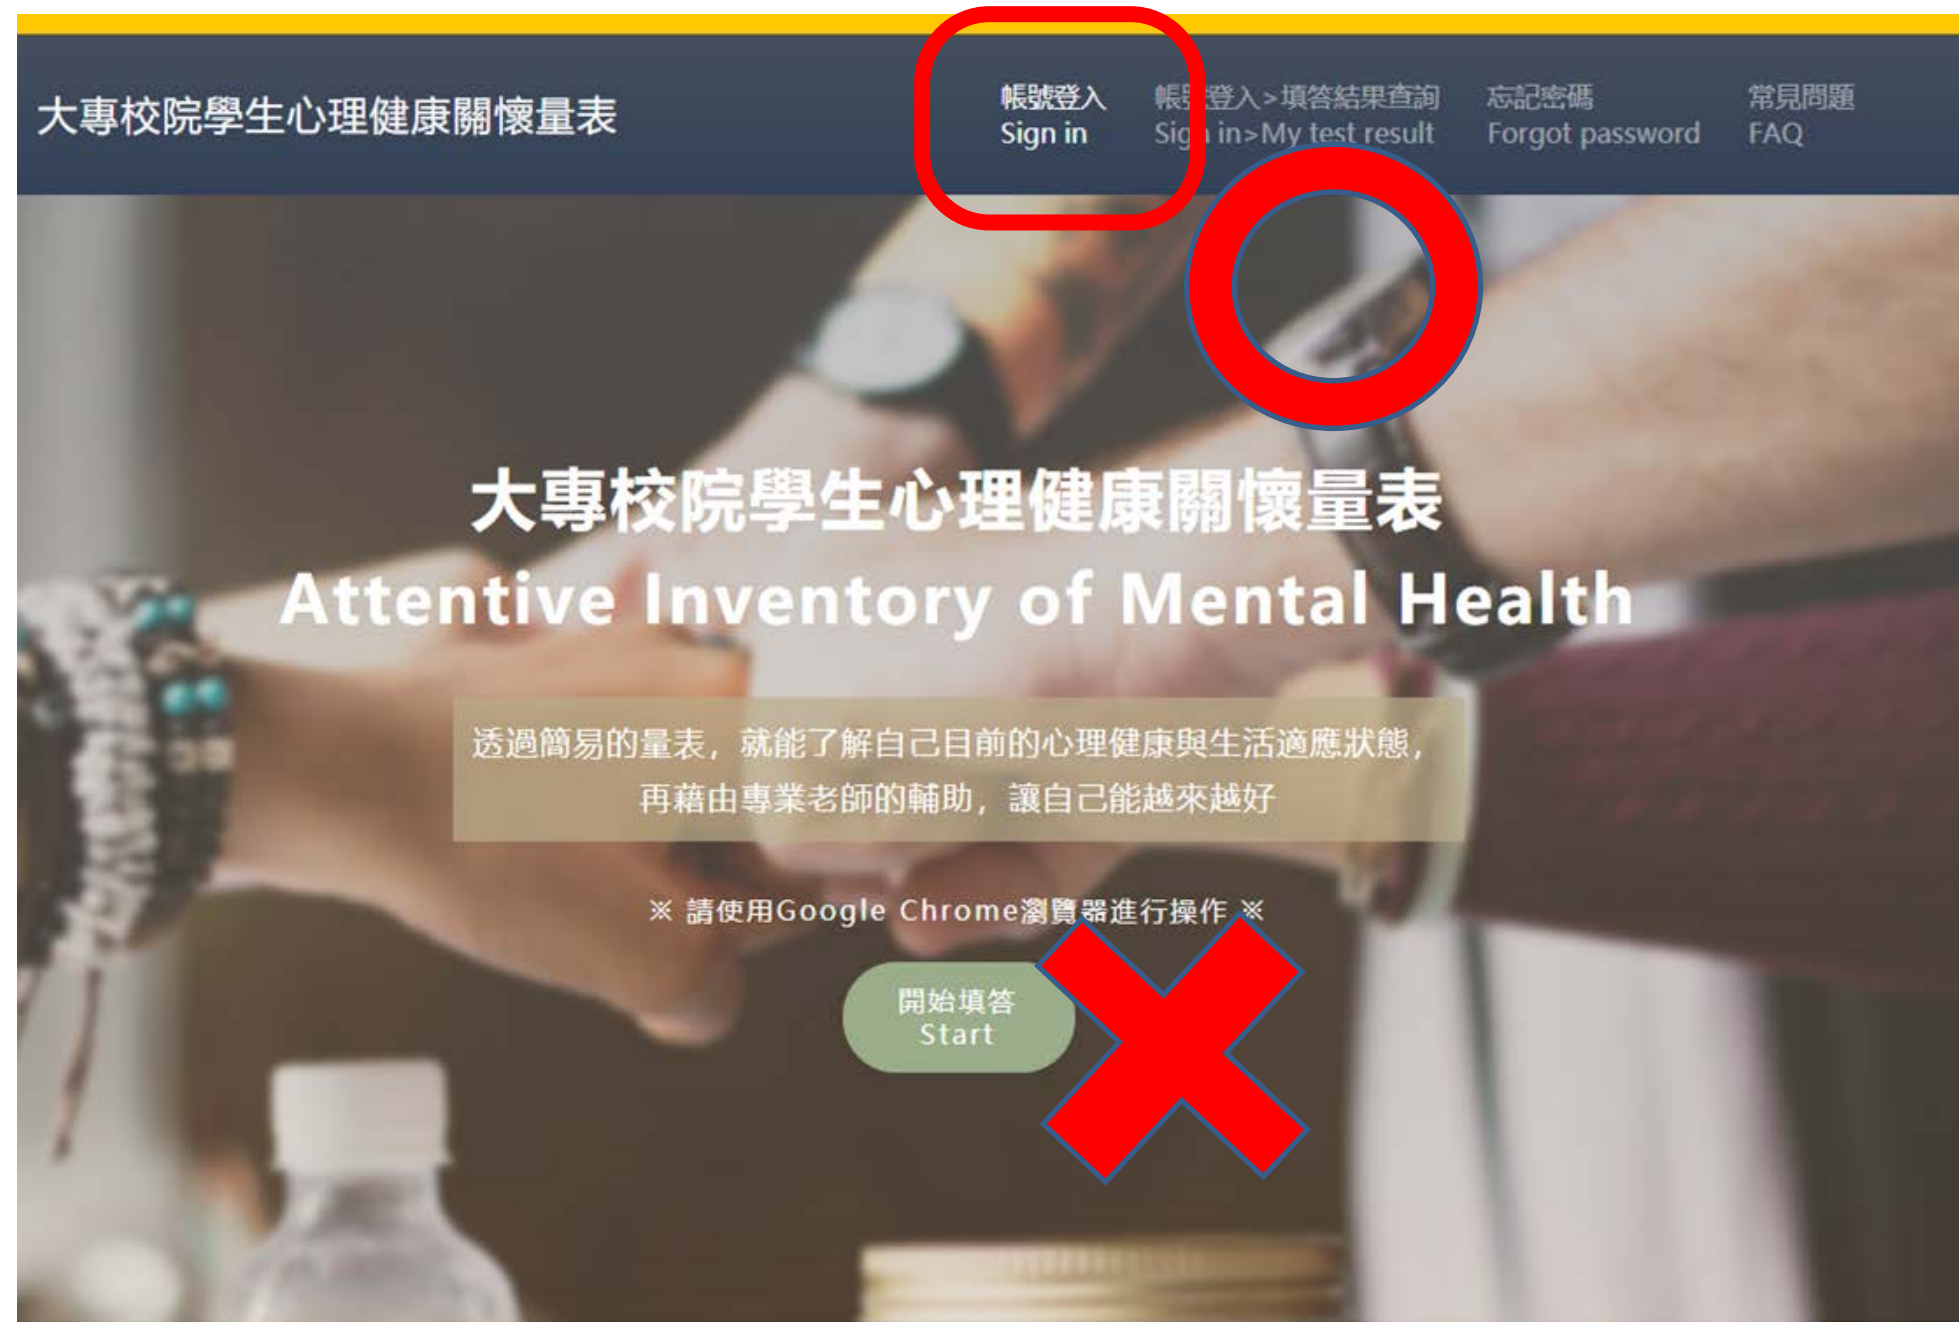 大專校院學生心理健康關懷量表
帳號登入
Sign in
帳號登入>填答結果查詢
Sign in>My test result
忘記密碼
Forgot password
常見問題
FAQ
大專校院學生心理健康關懷量表
Attentive Inventory of Mental Health
透過簡易的量表，就能了解自己目前的心理健康與生活適應狀態，
再藉由專業老師的輔助，讓自己能越來越好
※ 請使用Google Chrome瀏覽器進行操作 ※
開始填答
Start